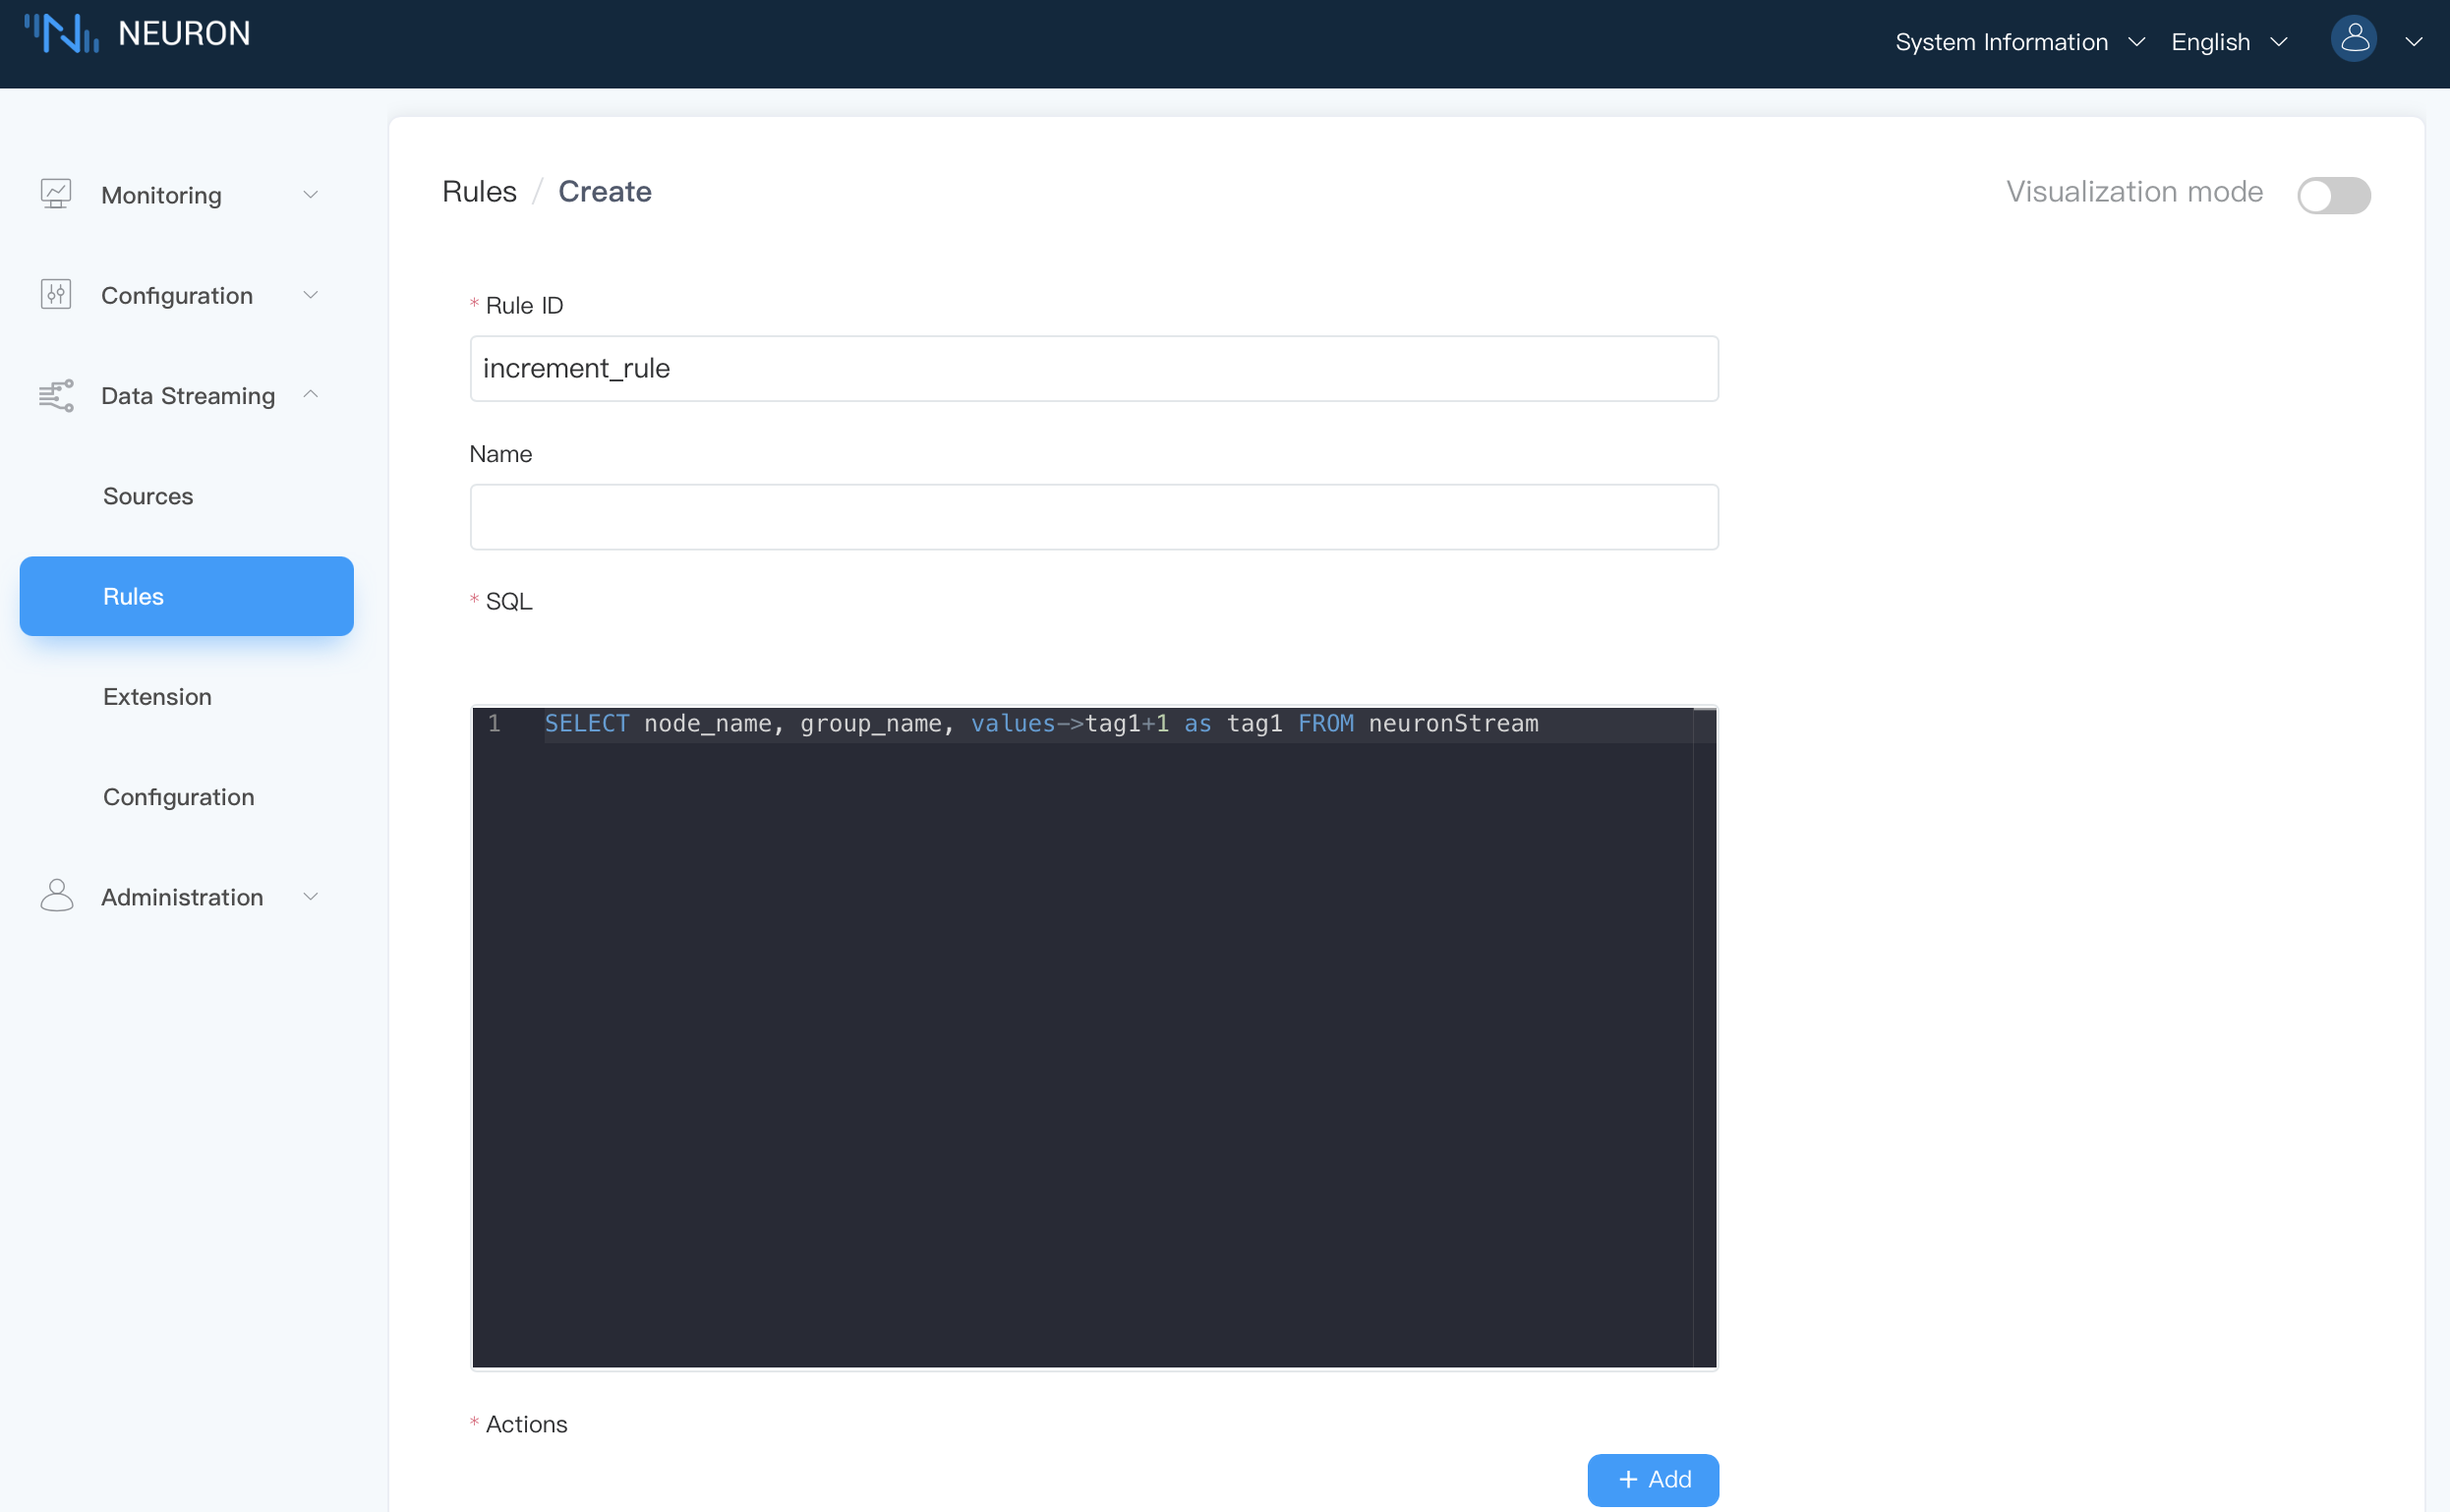 NEURON
System Information
English
Monitoring
Configuration
Data Streaming
Sources
Rules
Extension
Configuration
Administration
Rules / Create
Visualization mode
* Rule ID
increment_rule
Name
* SQL
1 SELECT node_name, group_name, values->tag1+1 as tag1 FROM neuronStream
* Actions
+ Add